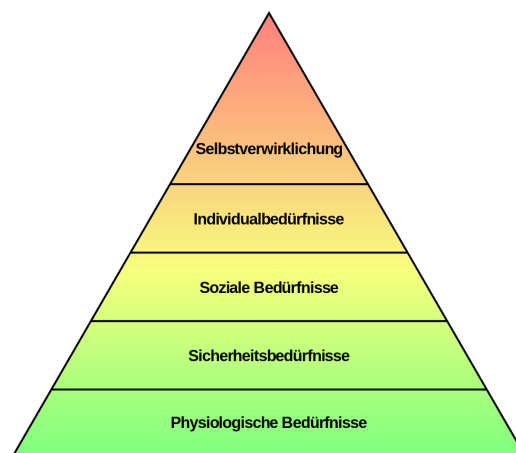 Selbstverwirklichung
Individualbedürfnisse
Soziale Bedürfnisse
Sicherheitsbedürfnisse
Physiologische Bedürfnisse